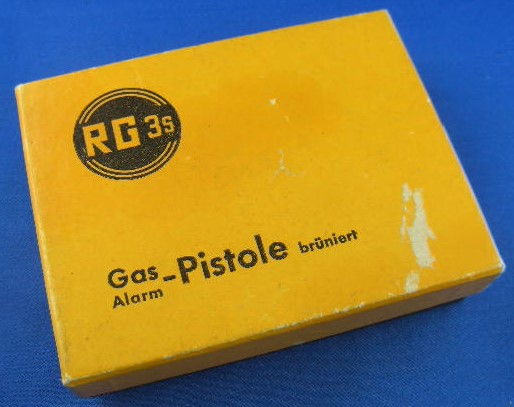 RG 3s
Gas
Alarm
-Pistole brüniert